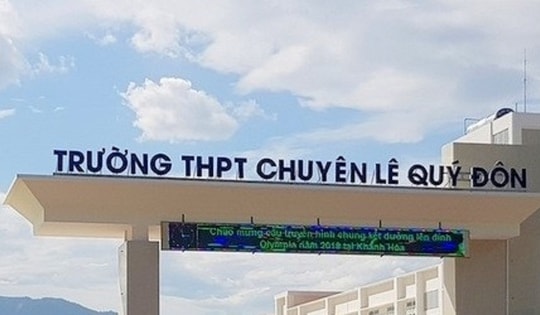 TRƯỜNG THPT CHUYÊN LÊ QUÝ ĐÔN
Chào mừng cầu truyền hình chung kết đường lên đỉnh
Olympia năm 2018 tại Khánh Hòa